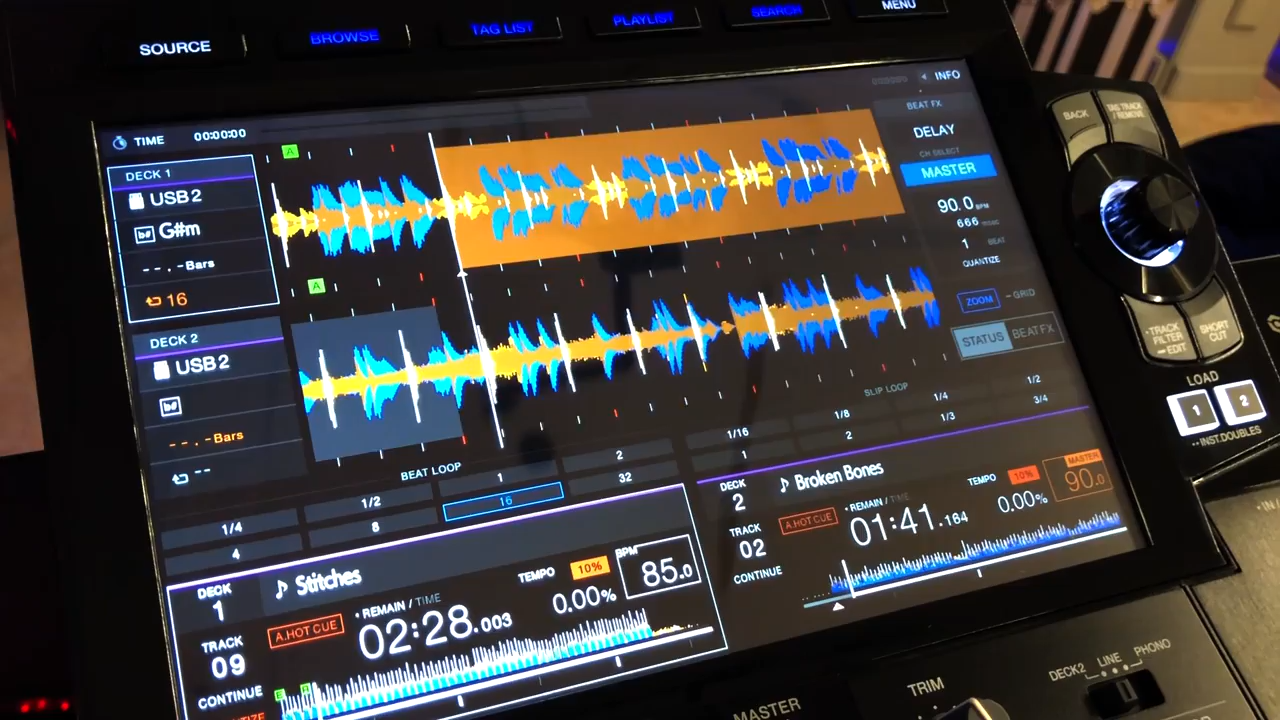 SOURCE
BROWSE
TAG LIST
PLAYLIST
SEARCH
MENU
TIME 00:00:00
INFO
A
DECK 1
USB 2
G#m
--.-Bars
16
A
DECK 2
USB 2
--.-Bars
--
BEAT FX
DELAY
CH SELECT
MASTER
90.0 BPM
666 msec
1 BEAT
QUANTIZE
ZOOM -GRID
STATUS BEAT FX
BACK
TAG TRACK
/ REMOVE
TRACK
FILTER
EDIT
SHORT
CUT
LOAD
1 2
INST.DOUBLES
BEAT LOOP
1/4 1/2 1 2
4 8 16 32
SLIP LOOP
1/16 1/8 1/4 1/2
1 2 1/3 3/4
DECK
1
Stitches
TRACK
09
CONTINUE
A.HOT CUE
REMAIN / TIME
02:28.003
TEMPO 10%
0.00%
BPM
85.0
DECK
2
Broken Bones
TRACK
02
CONTINUE
A.HOT CUE
REMAIN / TIME
01:41.164
TEMPO 10%
0.00%
MASTER
90.0
MASTER
TRIM
DECK2 LINE PHONO